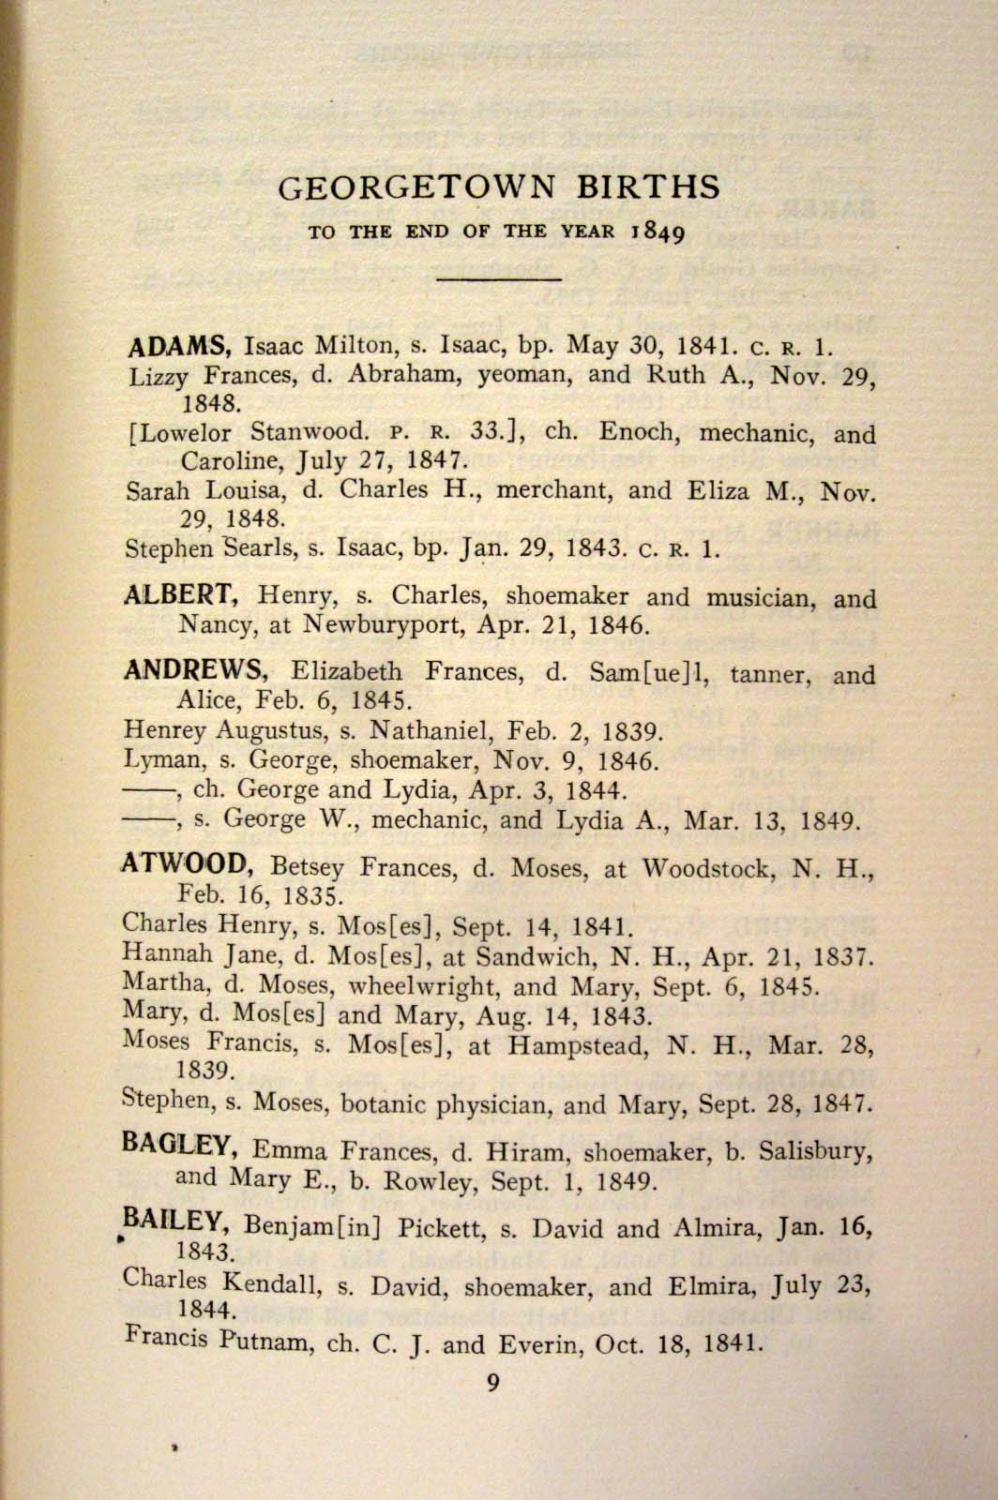 GEORGETOWN BIRTHS
TO THE END OF THE YEAR 1849
ADAMS, Isaac Milton, s. Isaac, bp. May 30, 1841. C. R. 1.
Lizzy Frances, d. Abraham, yeoman, and Ruth A., Nov. 29,
1848.
[Lowelor Stanwood. P. R. 33.], ch. Enoch, mechanic, and
Caroline, July 27, 1847.
Sarah Louisa, d. Charles H., merchant, and Eliza M., Nov.
29, 1848.
Stephen Searls, s. Isaac, bp. Jan. 29, 1843. C. R. 1.
ALBERT, Henry, s. Charles, shoemaker and musician, and
Nancy, at Newburyport, Apr. 21, 1846.
ANDREWS, Elizabeth Frances, d. Sam[ue]l, tanner, and
Alice, Feb. 6, 1845.
Henrey Augustus, s. Nathaniel, Feb. 2, 1839.
Lyman, s. George, shoemaker, Nov. 9, 1846.
——, ch. George and Lydia, Apr. 3, 1844.
——, s. George W., mechanic, and Lydia A., Mar. 13, 1849.
ATWOOD, Betsey Frances, d. Moses, at Woodstock, N. H.,
Feb. 16, 1835.
Charles Henry, s. Mos[es], Sept. 14, 1841.
Hannah Jane, d. Mos[es], at Sandwich, N. H., Apr. 21, 1837.
Martha, d. Moses, wheelwright, and Mary, Sept. 6, 1845.
Mary, d. Mos[es] and Mary, Aug. 14, 1843.
Moses Francis, s. Mos[es], at Hampstead, N. H., Mar. 28,
1839.
Stephen, s. Moses, botanic physician, and Mary, Sept. 28, 1847.
BAGLEY, Emma Frances, d. Hiram, shoemaker, b. Salisbury,
and Mary E., b. Rowley, Sept. 1, 1849.
BAILEY, Benjam[in] Pickett, s. David and Almira, Jan. 16,
1843.
Charles Kendall, s. David, shoemaker, and Elmira, July 23,
1844.
Francis Putnam, ch. C. J. and Everin, Oct. 18, 1841.
9